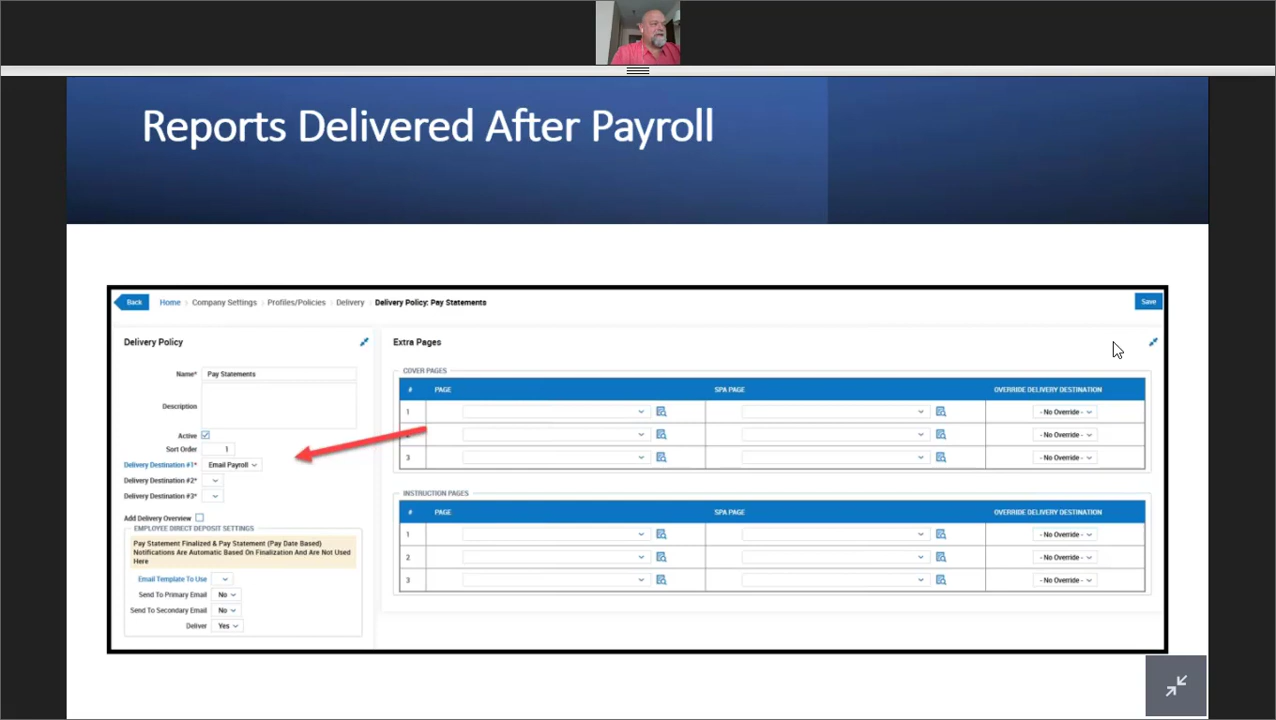 Reports Delivered After Payroll
Back Home > Company Settings > Profiles/Policies > Delivery > Delivery Policy: Pay Statements Save
Delivery Policy
Name* Pay Statements
Description
Active
Sort Order 1
Delivery Destination #1* Email Payroll
Delivery Destination #2*
Delivery Destination #3*
Add Delivery Overview
EMPLOYEE DIRECT DEPOSIT SETTINGS
Pay Statement Finalized & Pay Statement (Pay Date Based)
Notifications Are Automatic Based On Finalization And Are Not Used
Here
Email Template To Use
Send To Primary Email No
Send To Secondary Email No
Deliver Yes
Extra Pages
COVER PAGES
# PAGE SPA PAGE OVERRIDE DELIVERY DESTINATION
1 - No Override -
2 - No Override -
3 - No Override -
INSTRUCTION PAGES
# PAGE SPA PAGE OVERRIDE DELIVERY DESTINATION
1 - No Override -
2 - No Override -
3 - No Override -